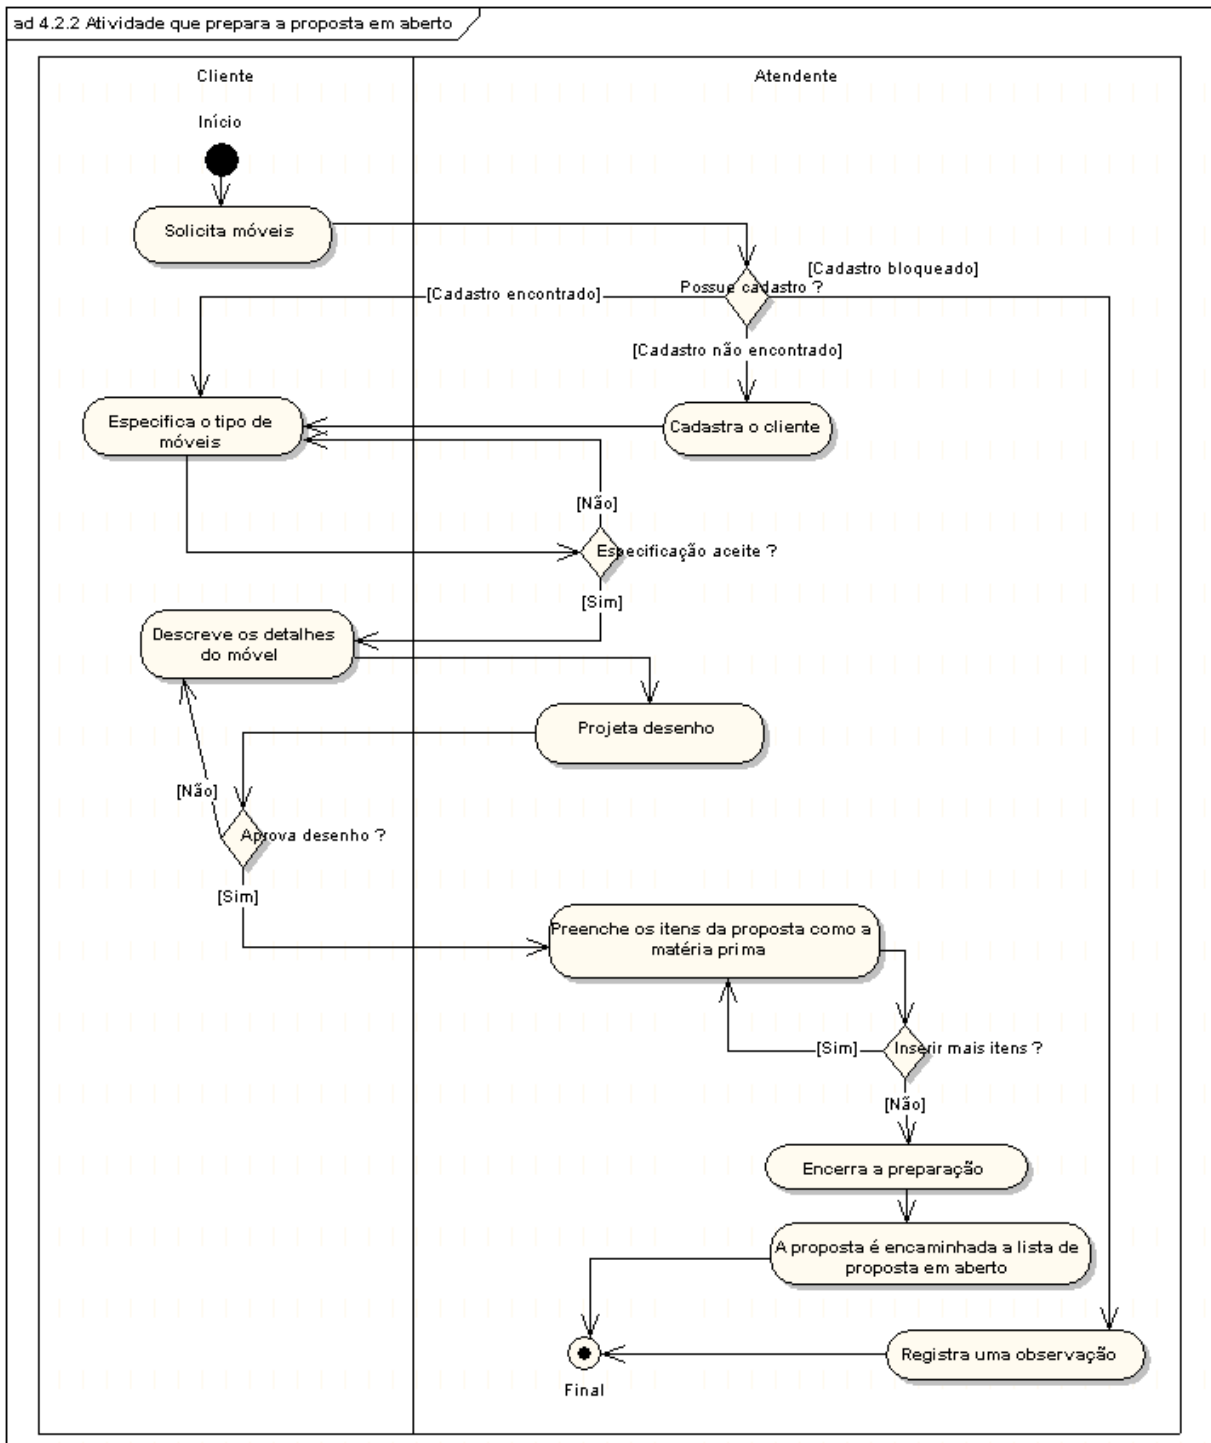 ad 4.2.2 Atividade que prepara a proposta em aberto
Cliente
Atendente
Início
Solicita móveis
[Cadastro bloqueado]
Possue cadastro ?
[Cadastro encontrado]
[Cadastro não encontrado]
Especifica o tipo de
móveis
Cadastra o cliente
[Não]
Especificação aceite ?
[Sim]
Descreve os detalhes
do móvel
Projeta desenho
[Não]
Aprova desenho ?
[Sim]
Preenche os itens da proposta como a
matéria prima
[Sim]
Inserir mais itens ?
[Não]
Encerra a preparação
A proposta é encaminhada a lista de
proposta em aberto
Registra uma observação
Final